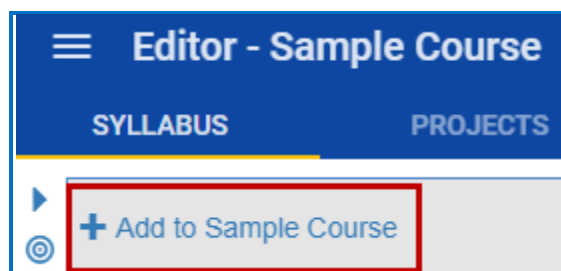 Editor - Sample Course
SYLLABUS PROJECTS
+ Add to Sample Course